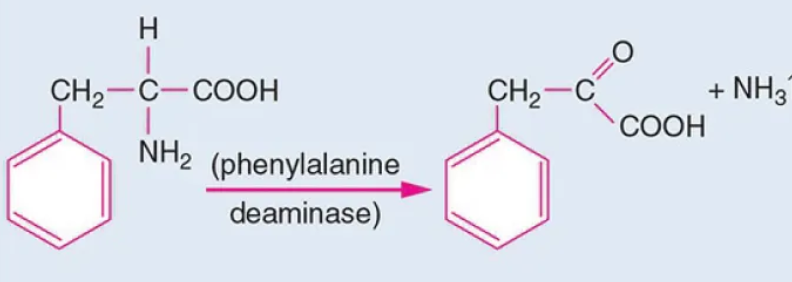 H
CH₂—C—COOH
NH₂
(phenylalanine
deaminase)
O
CH₂—C
COOH
+ NH₃↑